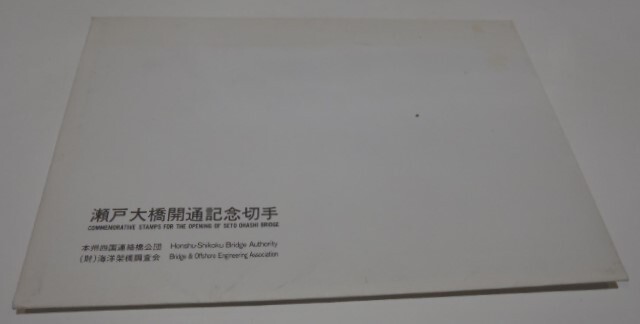 瀬戸大橋開通記念切手
COMMEMORATIVE STAMPS FOR THE OPENING OF SETO OHASHI BRIDGE
本州四国連絡橋公団 Honshu-Shikoku Bridge Authority
(財)海洋架橋調査会 Bridge & Offshore Engineering Association